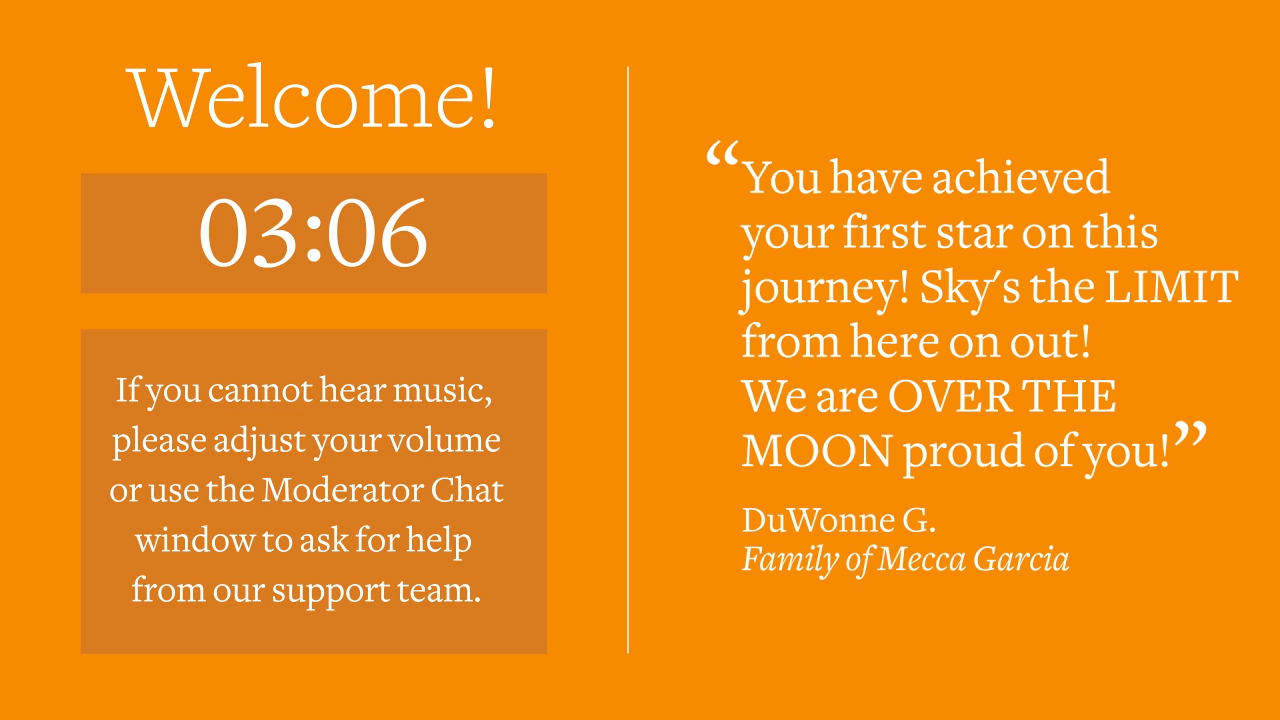 Welcome!
03:06
If you cannot hear music,
please adjust your volume
or use the Moderator Chat
window to ask for help
from our support team.
“You have achieved
your first star on this
journey! Sky's the LIMIT
from here on out!
We are OVER THE
MOON proud of you!”
DuWonne G.
Family of Mecca Garcia